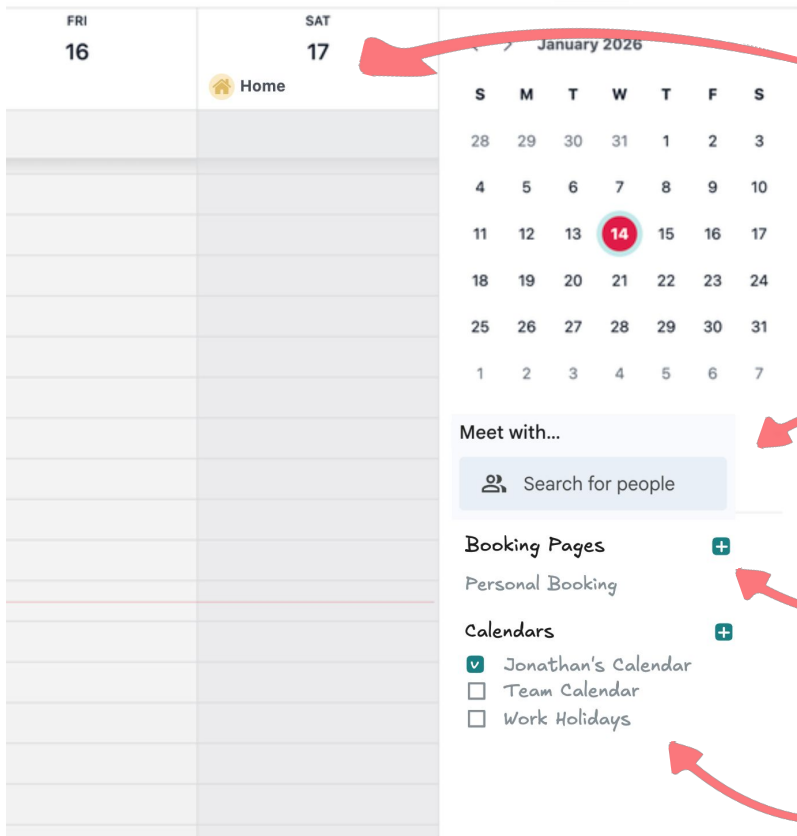 FRI
16
SAT
17
Home
January 2026
S M T W T F S
28 29 30 31 1 2 3
4 5 6 7 8 9 10
11 12 13 14 15 16 17
18 19 20 21 22 23 24
25 26 27 28 29 30 31
1 2 3 4 5 6 7
Meet with...
Search for people
Booking Pages
Personal Booking
Calendars
Jonathan's Calendar
Team Calendar
Work Holidays